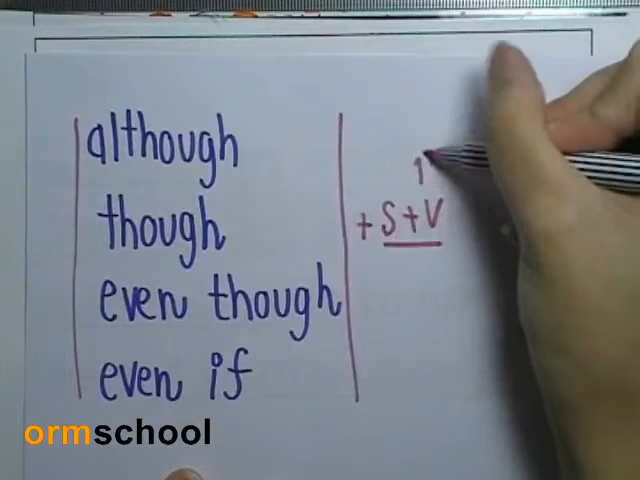 although
though
even though
even if
1
+ S + V
ormschool